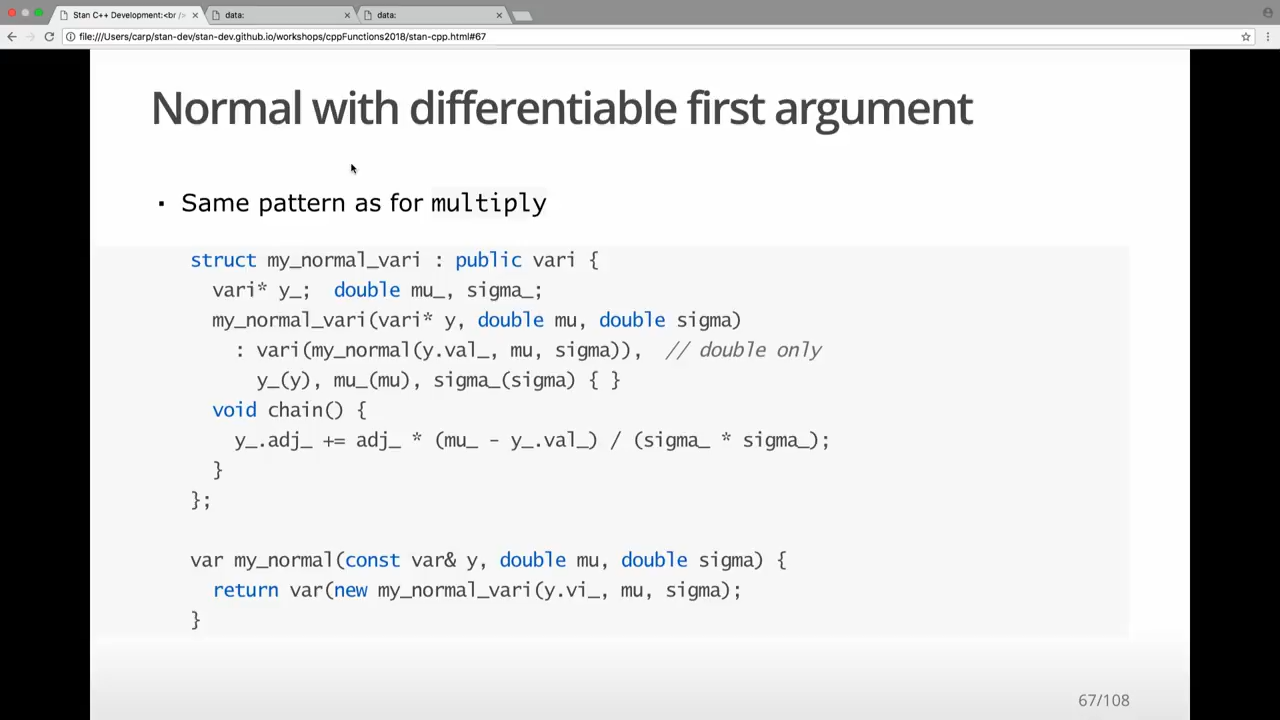 Stan C++ Development:<br />
data:
data:
file:///Users/carp/stan-dev/stan-dev.github.io/workshops/cppFunctions2018/stan-cpp.html#67
Normal with differentiable first argument
▪ Same pattern as for multiply
struct my_normal_vari : public vari {
  vari* y_;  double mu_, sigma_;
  my_normal_vari(vari* y, double mu, double sigma)
    : vari(my_normal(y.val_, mu, sigma)),  // double only
      y_(y), mu_(mu), sigma_(sigma) { }
  void chain() {
    y_.adj_ += adj_ * (mu_ - y_.val_) / (sigma_ * sigma_);
  }
};
var my_normal(const var& y, double mu, double sigma) {
  return var(new my_normal_vari(y.vi_, mu, sigma);
}
67/108